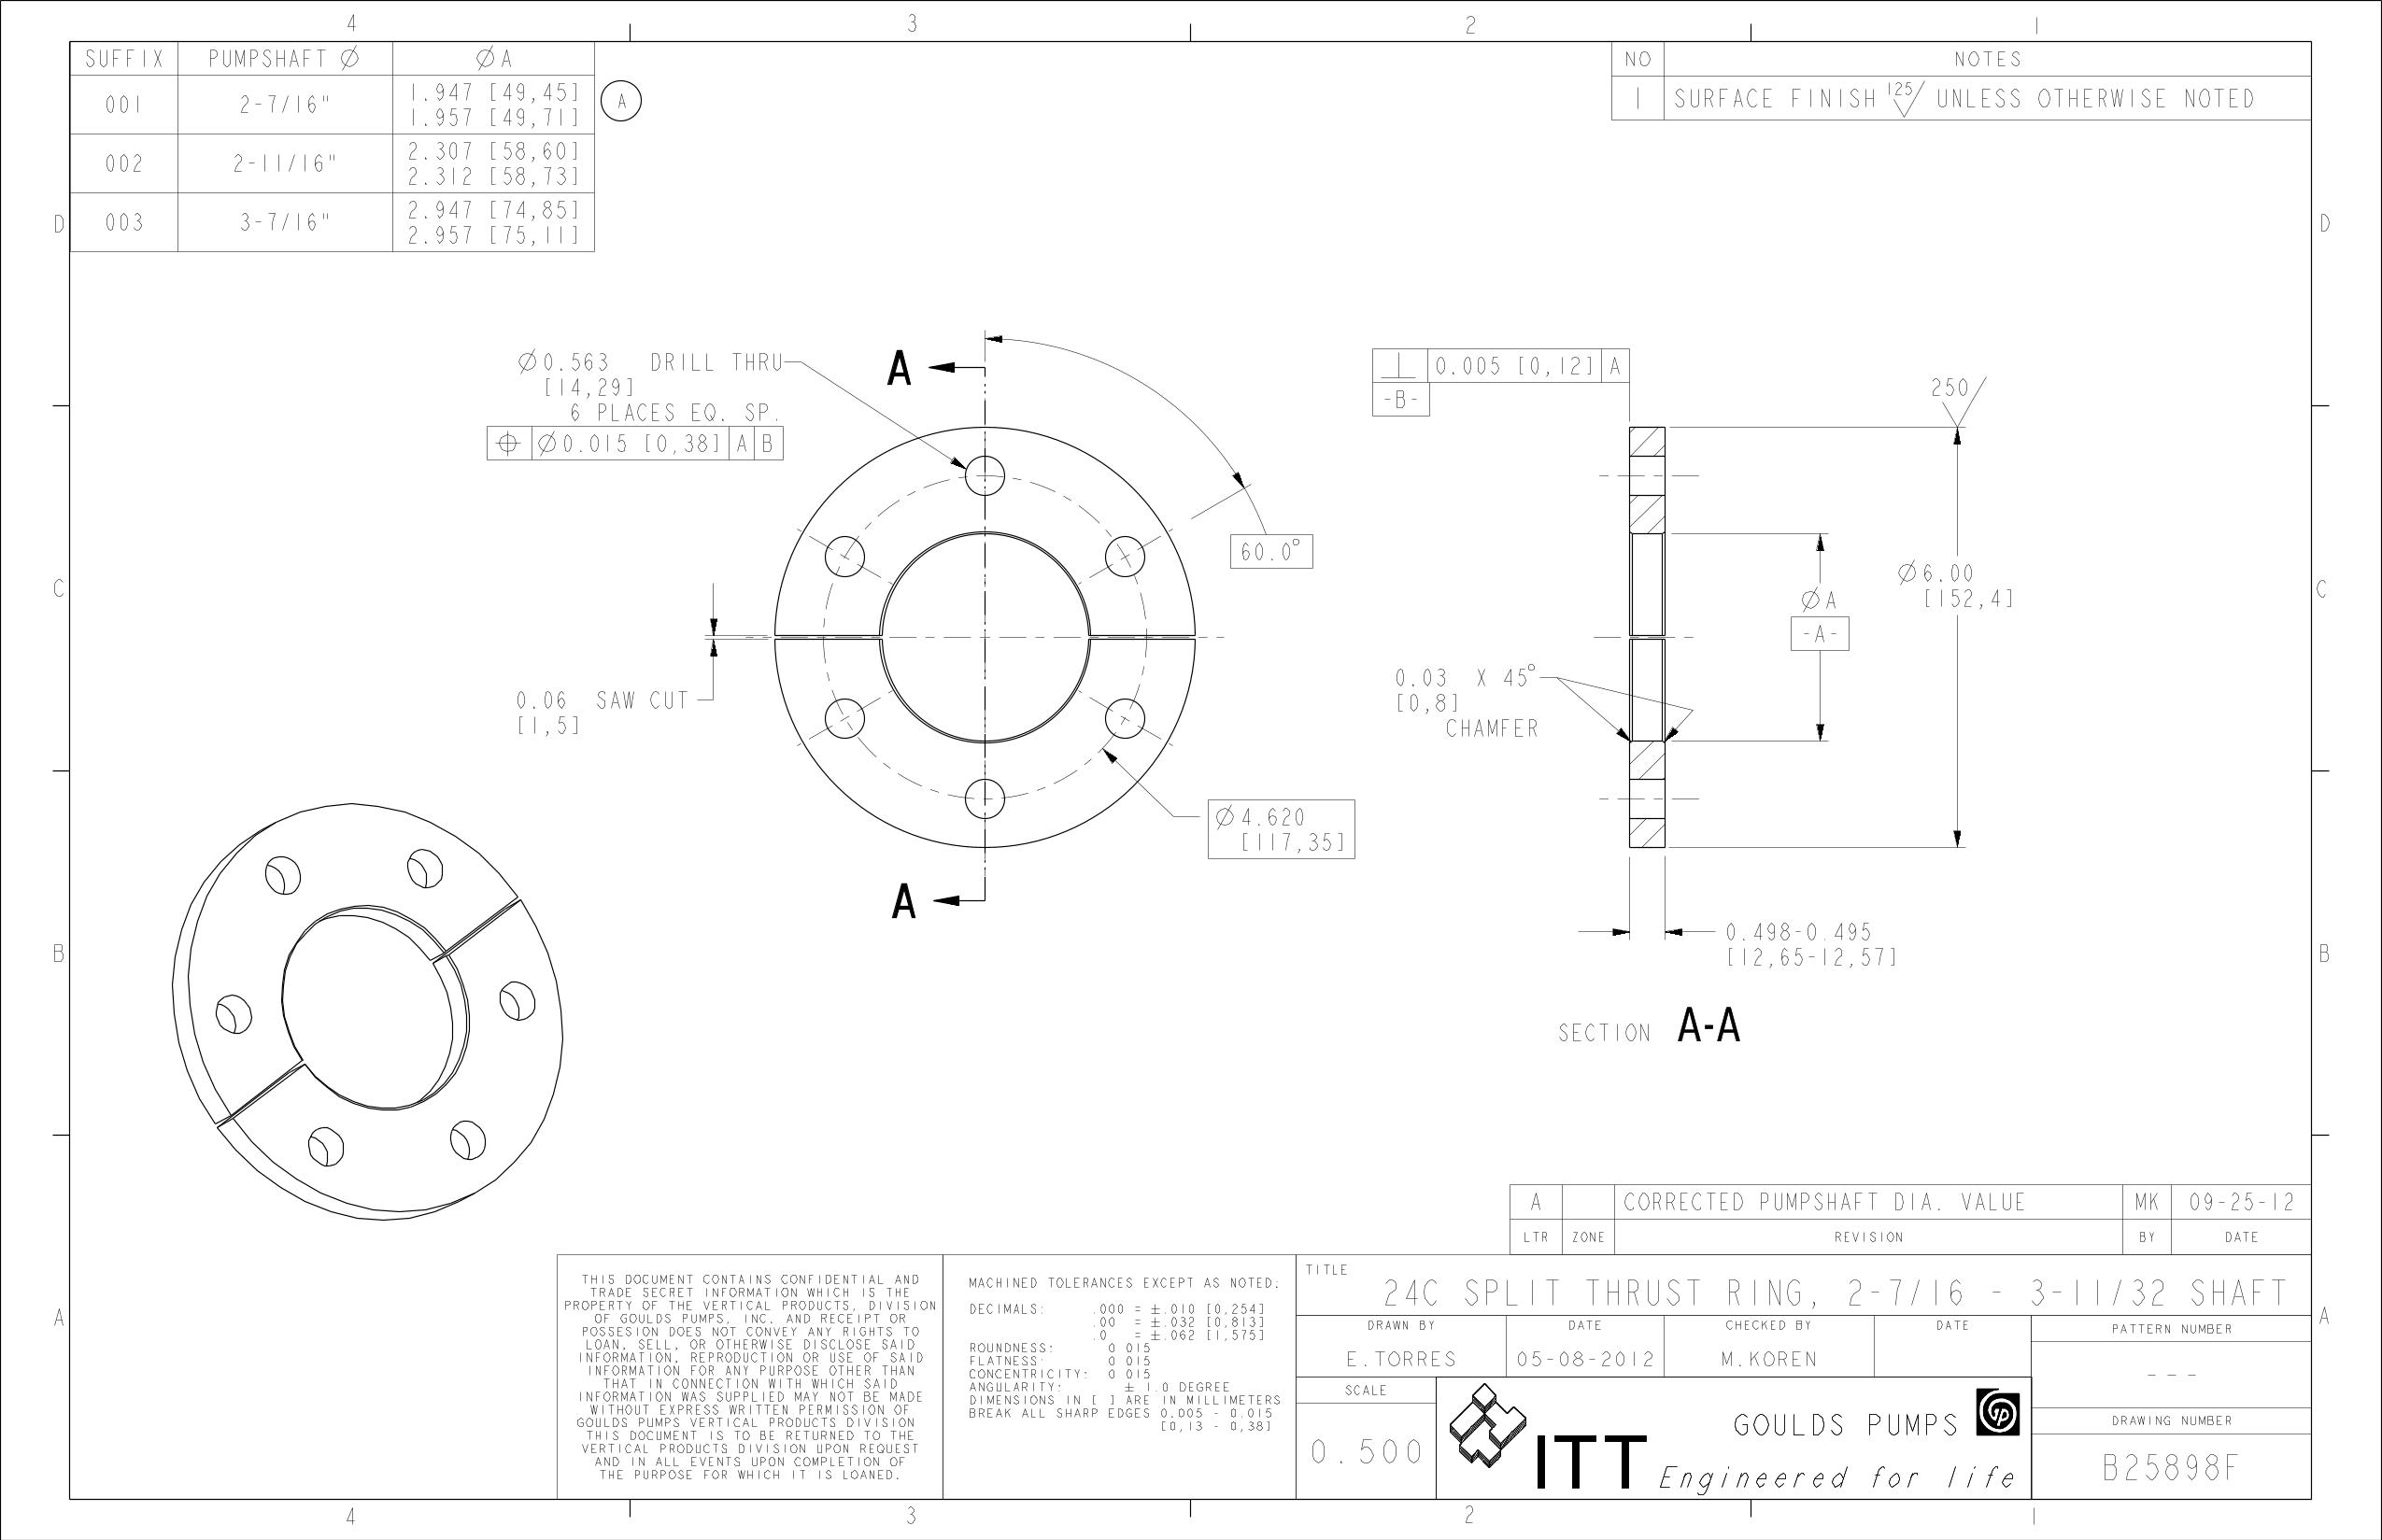 4 3 2 1
SUFFIX PUMPSHAFT Ø ØA
001 2-7/16" 1.947 [49,45]
1.957 [49,71]
A
002 2-11/16" 2.307 [58,60]
2.312 [58,73]
003 3-7/16" 2.947 [74,85]
2.957 [75,11]
NO NOTES
1 SURFACE FINISH 125 UNLESS OTHERWISE NOTED
D D
Ø0.563 DRILL THRU
[14,29]
6 PLACES EQ. SP.
⌖ Ø0.015 [0,38] A B
A
60.0°
0.06 SAW CUT
[1,5]
Ø4.620
[117,35]
A
⊥ 0.005 [0,12] A
-B-
250
Ø6.00
[152,4]
ØA
-A-
0.03 X 45°
[0,8]
CHAMFER
0.498-0.495
[12,65-12,57]
SECTION A-A
C C
B B
A A
A CORRECTED PUMPSHAFT DIA. VALUE MK 09-25-12
LTR ZONE REVISION BY DATE
THIS DOCUMENT CONTAINS CONFIDENTIAL AND
TRADE SECRET INFORMATION WHICH IS THE
PROPERTY OF THE VERTICAL PRODUCTS, DIVISION
OF GOULDS PUMPS, INC. AND RECEIPT OR
POSSESION DOES NOT CONVEY ANY RIGHTS TO
LOAN, SELL, OR OTHERWISE DISCLOSE SAID
INFORMATION, REPRODUCTION OR USE OF SAID
INFORMATION FOR ANY PURPOSE OTHER THAN
THAT IN CONNECTION WITH WHICH SAID
INFORMATION WAS SUPPLIED MAY NOT BE MADE
WITHOUT EXPRESS WRITTEN PERMISSION OF
GOULDS PUMPS VERTICAL PRODUCTS DIVISION
THIS DOCUMENT IS TO BE RETURNED TO THE
VERTICAL PRODUCTS DIVISION UPON REQUEST
AND IN ALL EVENTS UPON COMPLETION OF
THE PURPOSE FOR WHICH IT IS LOANED.
MACHINED TOLERANCES EXCEPT AS NOTED:
DECIMALS: .000 = ±.010 [0,254]
.00 = ±.032 [0,813]
.0 = ±.062 [1,575]
ROUNDNESS: 0.015
FLATNESS: 0.015
CONCENTRICITY: 0.015
ANGULARITY: ± 1.0 DEGREE
DIMENSIONS IN [ ] ARE IN MILLIMETERS
BREAK ALL SHARP EDGES 0.005 - 0.015
[0,13 - 0,38]
TITLE
24C SPLIT THRUST RING, 2-7/16 - 3-11/32 SHAFT
DRAWN BY DATE CHECKED BY DATE PATTERN NUMBER
E.TORRES 05-08-2012 M.KOREN ---
SCALE
0.500
ITT
GOULDS PUMPS gp
Engineered for life
DRAWING NUMBER
B25898F
4 3 2 1